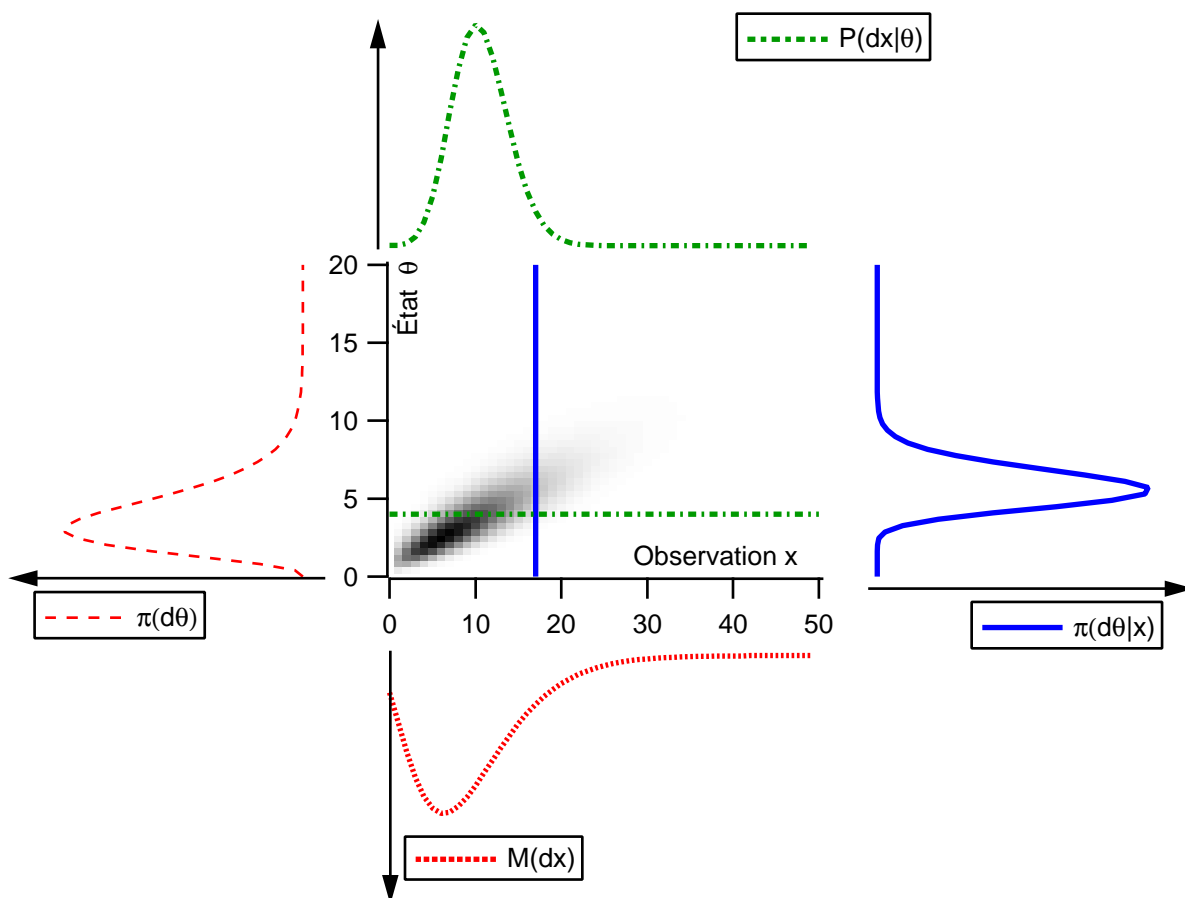 P(dx|θ)
État θ
20
15
10
5
0
Observation x
0 10 20 30 40 50
π(dθ)
π(dθ|x)
M(dx)